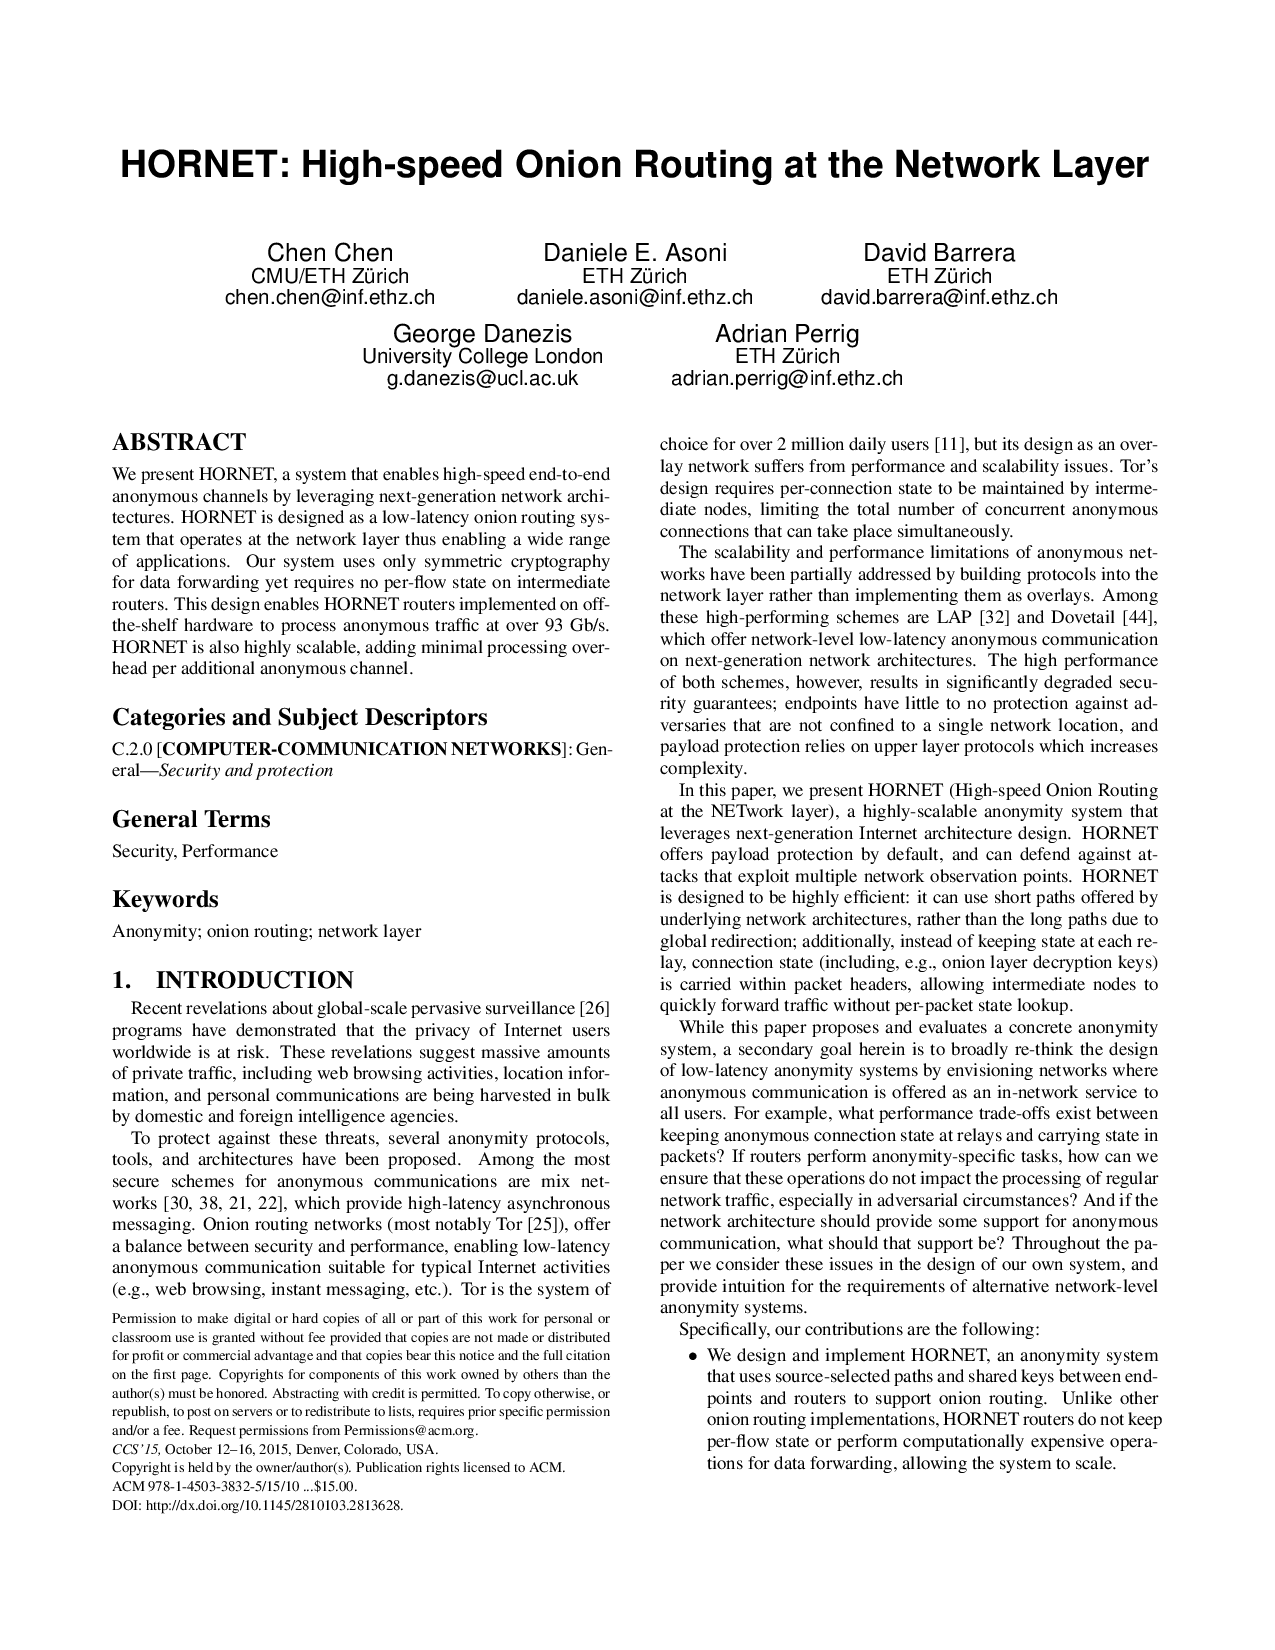 HORNET: High-speed Onion Routing at the Network Layer
Chen Chen
CMU/ETH Zürich
chen.chen@inf.ethz.ch
Daniele E. Asoni
ETH Zürich
daniele.asoni@inf.ethz.ch
David Barrera
ETH Zürich
david.barrera@inf.ethz.ch
George Danezis
University College London
g.danezis@ucl.ac.uk
Adrian Perrig
ETH Zürich
adrian.perrig@inf.ethz.ch
ABSTRACT
We present HORNET, a system that enables high-speed end-to-end
anonymous channels by leveraging next-generation network archi-
tectures. HORNET is designed as a low-latency onion routing sys-
tem that operates at the network layer thus enabling a wide range
of applications. Our system uses only symmetric cryptography
for data forwarding yet requires no per-flow state on intermediate
routers. This design enables HORNET routers implemented on off-
the-shelf hardware to process anonymous traffic at over 93 Gb/s.
HORNET is also highly scalable, adding minimal processing over-
head per additional anonymous channel.
Categories and Subject Descriptors
C.2.0 [COMPUTER-COMMUNICATION NETWORKS]: Gen-
eral—Security and protection
General Terms
Security, Performance
Keywords
Anonymity; onion routing; network layer
1. INTRODUCTION
Recent revelations about global-scale pervasive surveillance [26]
programs have demonstrated that the privacy of Internet users
worldwide is at risk. These revelations suggest massive amounts
of private traffic, including web browsing activities, location infor-
mation, and personal communications are being harvested in bulk
by domestic and foreign intelligence agencies.
To protect against these threats, several anonymity protocols,
tools, and architectures have been proposed. Among the most
secure schemes for anonymous communications are mix net-
works [30, 38, 21, 22], which provide high-latency asynchronous
messaging. Onion routing networks (most notably Tor [25]), offer
a balance between security and performance, enabling low-latency
anonymous communication suitable for typical Internet activities
(e.g., web browsing, instant messaging, etc.). Tor is the system of
Permission to make digital or hard copies of all or part of this work for personal or
classroom use is granted without fee provided that copies are not made or distributed
for profit or commercial advantage and that copies bear this notice and the full citation
on the first page. Copyrights for components of this work owned by others than the
author(s) must be honored. Abstracting with credit is permitted. To copy otherwise, or
republish, to post on servers or to redistribute to lists, requires prior specific permission
and/or a fee. Request permissions from Permissions@acm.org.
CCS'15, October 12–16, 2015, Denver, Colorado, USA.
Copyright is held by the owner/author(s). Publication rights licensed to ACM.
ACM 978-1-4503-3832-5/15/10 ...$15.00.
DOI: http://dx.doi.org/10.1145/2810103.2813628.
choice for over 2 million daily users [11], but its design as an over-
lay network suffers from performance and scalability issues. Tor's
design requires per-connection state to be maintained by interme-
diate nodes, limiting the total number of concurrent anonymous
connections that can take place simultaneously.
The scalability and performance limitations of anonymous net-
works have been partially addressed by building protocols into the
network layer rather than implementing them as overlays. Among
these high-performing schemes are LAP [32] and Dovetail [44],
which offer network-level low-latency anonymous communication
on next-generation network architectures. The high performance
of both schemes, however, results in significantly degraded secu-
rity guarantees; endpoints have little to no protection against ad-
versaries that are not confined to a single network location, and
payload protection relies on upper layer protocols which increases
complexity.
In this paper, we present HORNET (High-speed Onion Routing
at the NETwork layer), a highly-scalable anonymity system that
leverages next-generation Internet architecture design. HORNET
offers payload protection by default, and can defend against at-
tacks that exploit multiple network observation points. HORNET
is designed to be highly efficient: it can use short paths offered by
underlying network architectures, rather than the long paths due to
global redirection; additionally, instead of keeping state at each re-
lay, connection state (including, e.g., onion layer decryption keys)
is carried within packet headers, allowing intermediate nodes to
quickly forward traffic without per-packet state lookup.
While this paper proposes and evaluates a concrete anonymity
system, a secondary goal herein is to broadly re-think the design
of low-latency anonymity systems by envisioning networks where
anonymous communication is offered as an in-network service to
all users. For example, what performance trade-offs exist between
keeping anonymous connection state at relays and carrying state in
packets? If routers perform anonymity-specific tasks, how can we
ensure that these operations do not impact the processing of regular
network traffic, especially in adversarial circumstances? And if the
network architecture should provide some support for anonymous
communication, what should that support be? Throughout the pa-
per we consider these issues in the design of our own system, and
provide intuition for the requirements of alternative network-level
anonymity systems.
Specifically, our contributions are the following:
• We design and implement HORNET, an anonymity system
that uses source-selected paths and shared keys between end-
points and routers to support onion routing. Unlike other
onion routing implementations, HORNET routers do not keep
per-flow state or perform computationally expensive opera-
tions for data forwarding, allowing the system to scale.